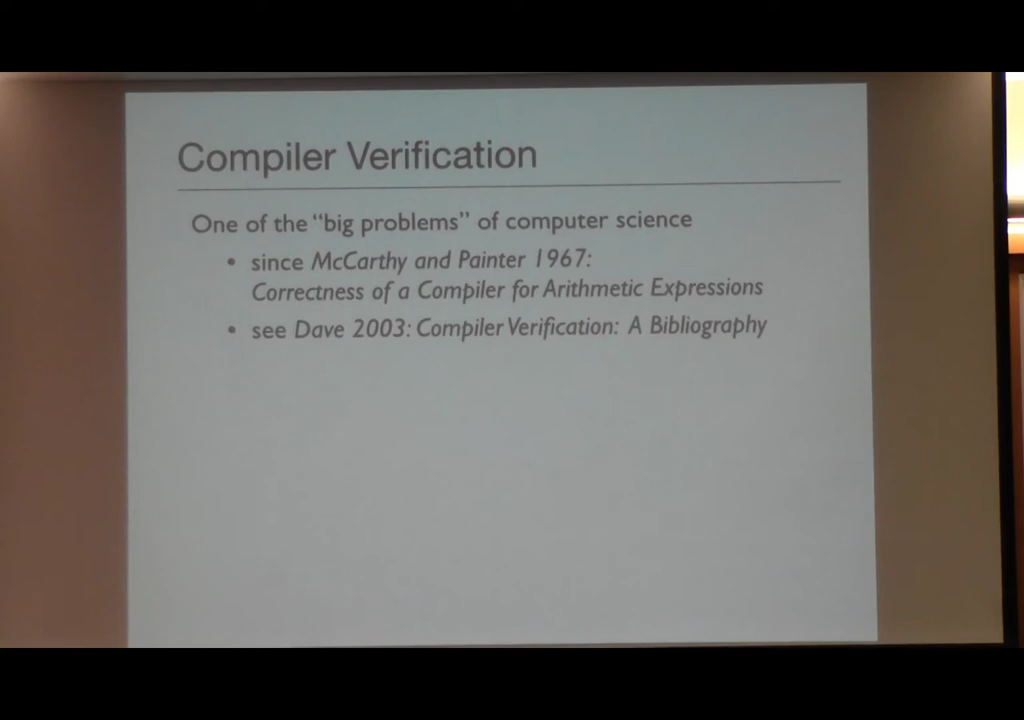 Compiler Verification
One of the “big problems” of computer science
• since McCarthy and Painter 1967:
Correctness of a Compiler for Arithmetic Expressions
• see Dave 2003: Compiler Verification: A Bibliography